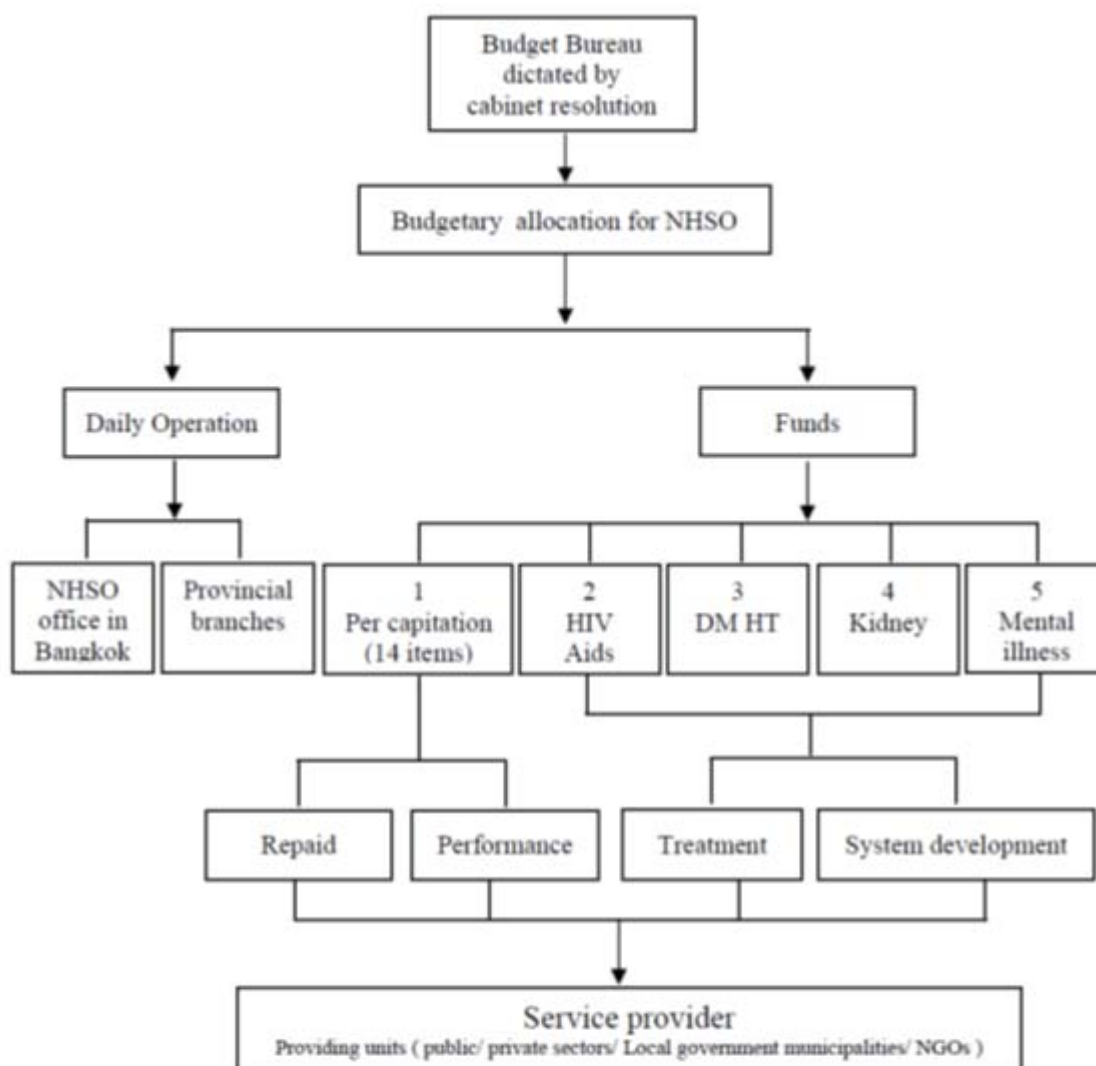 Budget Bureau
dictated by
cabinet resolution
Budgetary allocation for NHSO
Daily Operation
Funds
NHSO
office in
Bangkok
Provincial
branches
1
Per capitation
(14 items)
2
HIV
Aids
3
DM HT
4
Kidney
5
Mental
illness
Repaid
Performance
Treatment
System development
Service provider
Providing units ( public/ private sectors/ Local government municipalities/ NGOs )